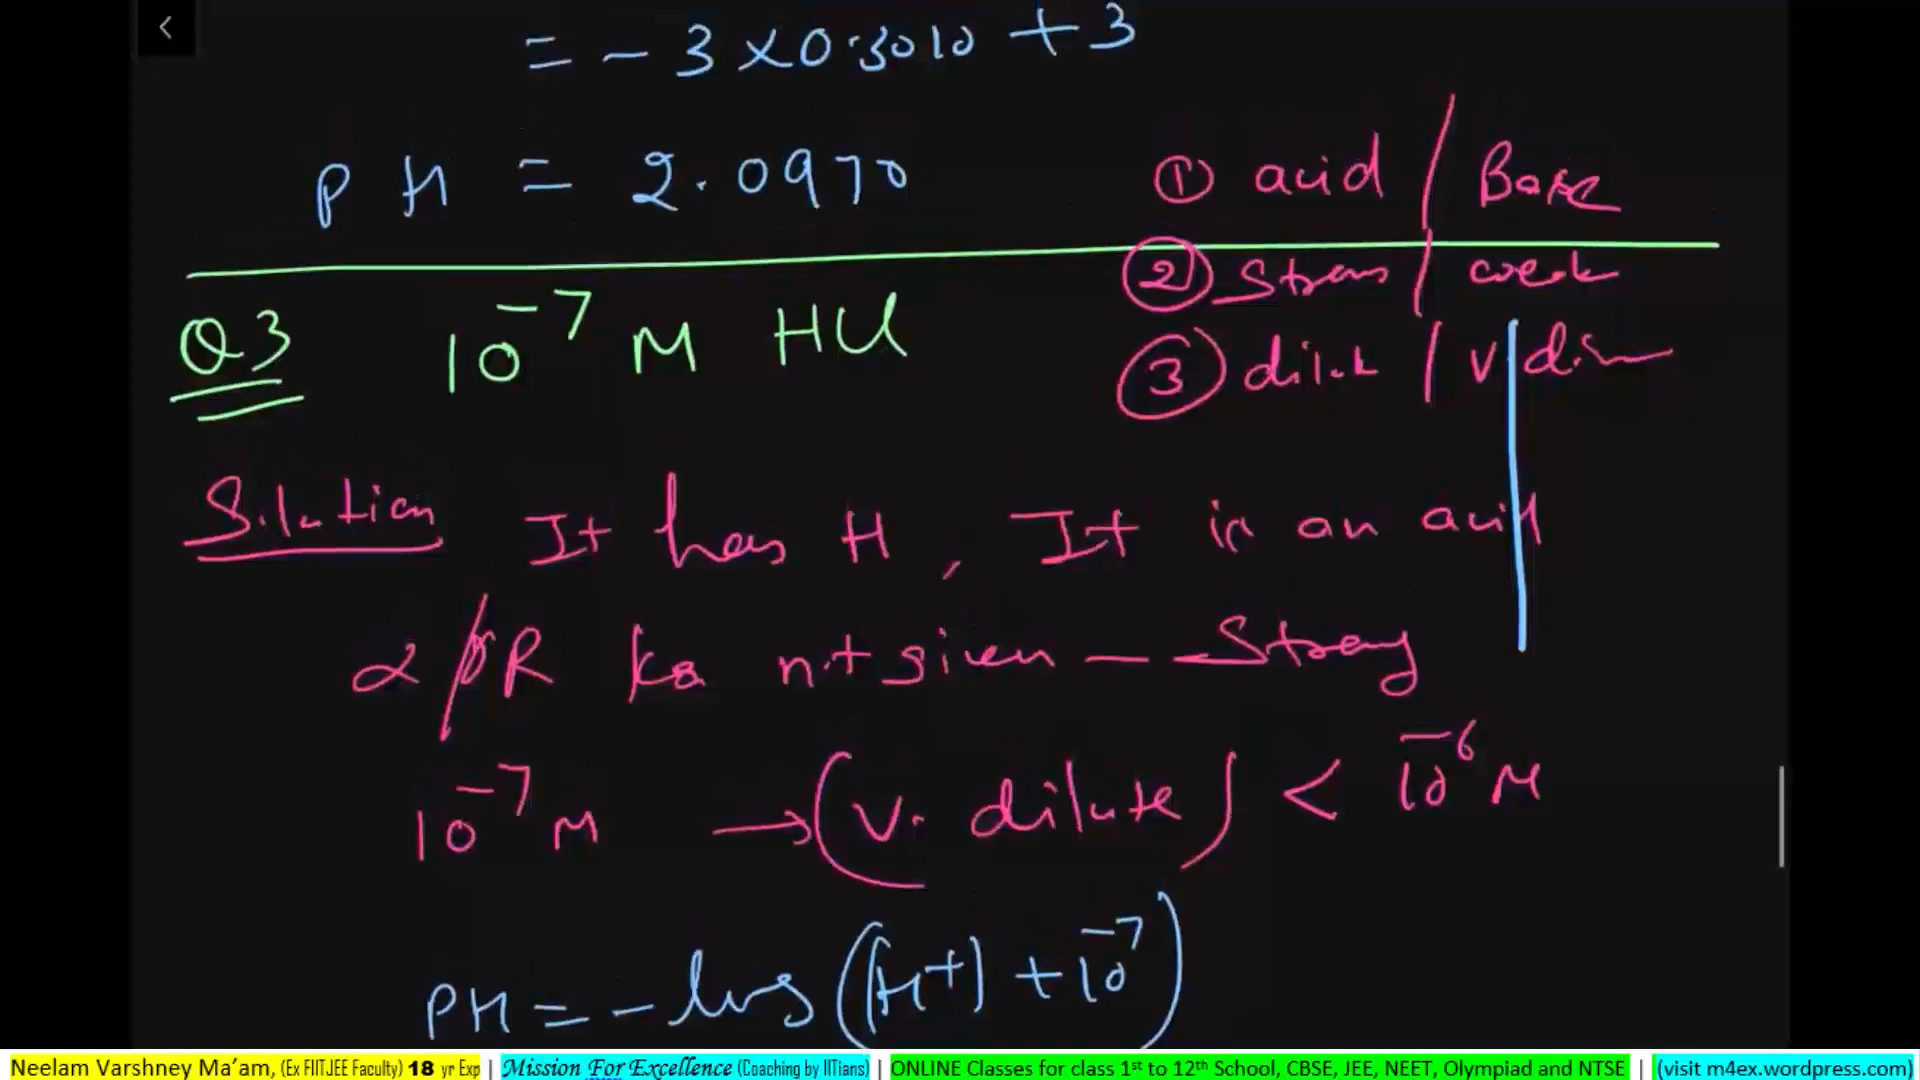 = - 3 × 0.3010 + 3
PH = 2.0970
① acid / Base
② Strong / weak
③ dilute / v dilute
Q3 10⁻⁷ M HCl
Solution It has H, It is an acid
α OR Ka not given - Strong
10⁻⁷ M → (v. dilute) < 10⁻⁶ M
PH = - log ([H+] + 10⁻⁷)
Neelam Varshney Ma'am, (Ex FIITJEE Faculty) 18 yr Exp | Mission For Excellence (Coaching by IITians) | ONLINE Classes for class 1st to 12th School, CBSE, JEE, NEET, Olympiad and NTSE | (visit m4ex.wordpress.com)